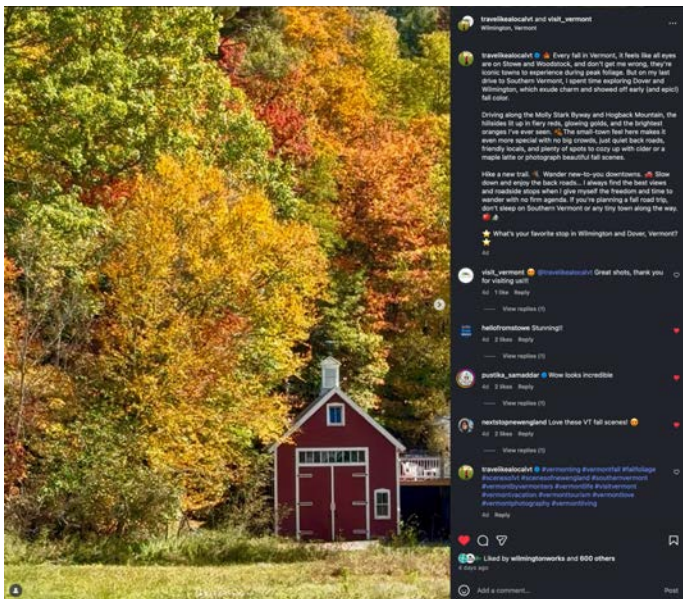 travelikealocalvt and visit_vermont
Wilmington, Vermont
travelikealocalvt 🍁 Every fall in Vermont, it feels like all eyes
are on Stowe and Woodstock, and don't get me wrong, they're
iconic towns to experience during peak foliage. But on my last
drive to Southern Vermont, I spent time exploring Dover and
Wilmington, which exude charm and showed off early (and epic!)
fall color.
Driving along the Molly Stark Byway and Hogback Mountain, the
hillsides lit up in fiery reds, glowing golds, and the brightest
oranges I've ever seen. 🍂The small-town feel here makes it
even more special with no big crowds, just quiet back roads,
friendly locals, and plenty of spots to cozy up with cider or a
maple latte or photograph beautiful fall scenes.
Hike a new trail. Wander new-to-you downtowns. Slow
down and enjoy the back roads... I always find the best views
and roadside stops when I give myself the freedom and time to
wander with no firm agenda. If you're planning a fall road trip,
don't sleep on Southern Vermont or any tiny town along the way.
⭐ What's your favorite stop in Wilmington and Dover, Vermont?
⭐
4d
visit_vermont 😍 @travelikealocalvt Great shots, thank you
for visiting us!!!
4d 1 like Reply
View replies (1)
hellofromstowe Stunning!!
4d 2 likes Reply
View replies (1)
pustika_samaddar Wow looks incredible
4d 2 likes Reply
View replies (1)
nextstopnewengland Love these VT fall scenes! 😍
4d 2 likes Reply
View replies (1)
travelikealocalvt #vermonting #vermontfall #fallfoliage
#scenesofvt #scenesofnewengland #southernvermont
#vermontbyvermonters #vermontlife #visitvermont
#vermontvacation #vermonttourism #vermontlove
#vermontphotography #vermontliving
4d Reply
Liked by wilmingtonworks and 600 others
4 days ago
Add a comment...
Post